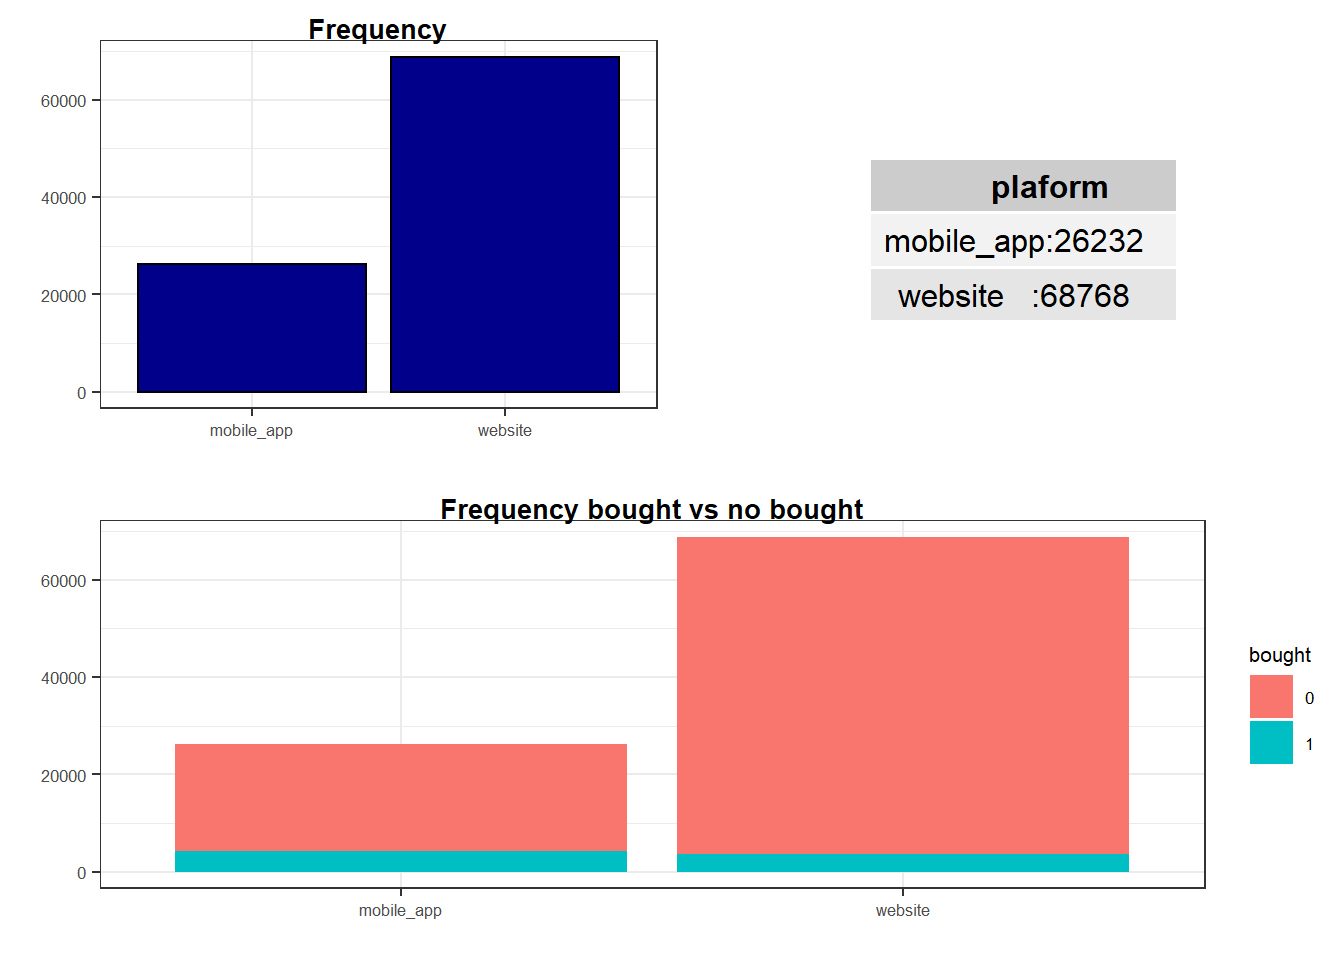 Frequency
60000
40000
20000
0
mobile_app
website
plaform
mobile_app:26232
website :68768
Frequency bought vs no bought
60000
40000
20000
0
mobile_app
website
bought
0
1